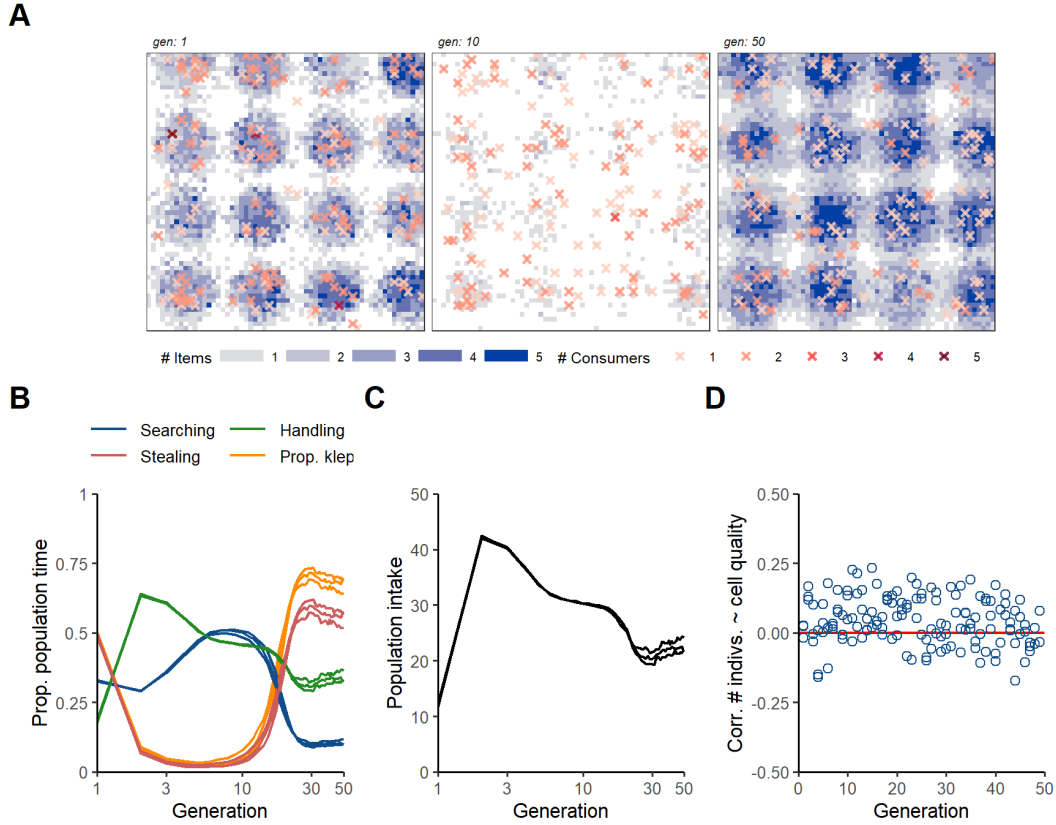 A
gen: 1 gen: 10 gen: 50
# Items 1 2 3 4 5 # Consumers 1 2 3 4 5
B
Searching Handling
Stealing Prop. klep
Prop. population time
1
0.75
0.5
0.25
0
1 3 10 30 50
Generation
C
Population intake
50
40
30
20
10
0
1 3 10 30 50
Generation
D
Corr. # indivs. ~ cell quality
0.50
0.25
0.00
-0.25
-0.50
0 10 20 30 40 50
Generation